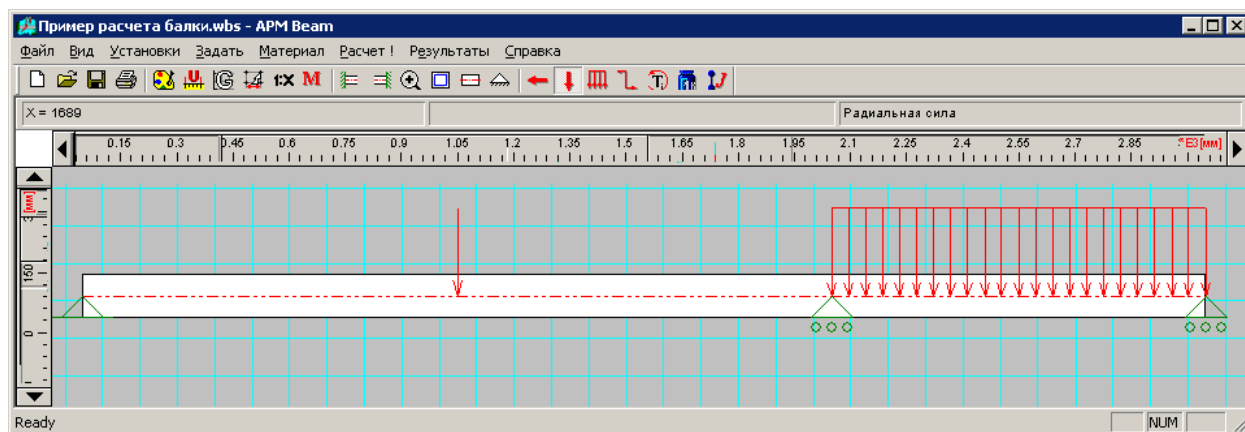 Пример расчета балки.wbs - APM Beam
Файл Вид Установки Задать Материал Расчет ! Результаты Справка
1:X M
X = 1689 Радиальная сила
0.15 0.3 0.45 0.6 0.75 0.9 1.05 1.2 1.35 1.5 1.65 1.8 1.95 2.1 2.25 2.4 2.55 2.7 2.85 *E3[мм]
[мм]
150
0
Ready NUM